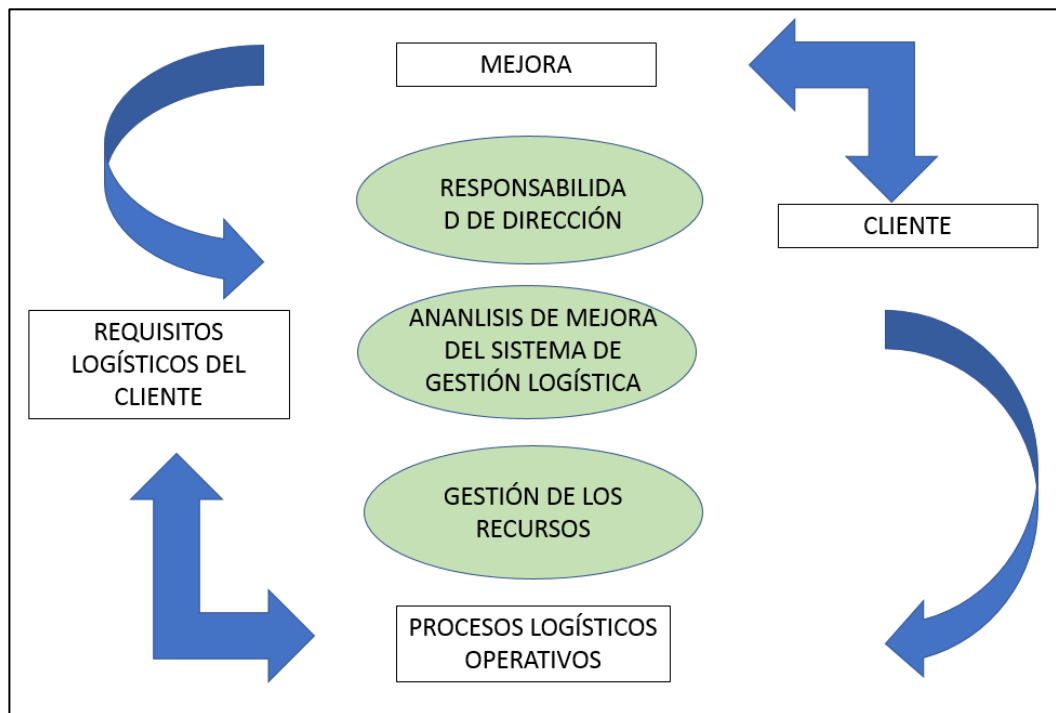 MEJORA
RESPONSABILIDA
D DE DIRECCIÓN
CLIENTE
ANANLISIS DE MEJORA
DEL SISTEMA DE
GESTIÓN LOGÍSTICA
REQUISITOS
LOGÍSTICOS DEL
CLIENTE
GESTIÓN DE LOS
RECURSOS
PROCESOS LOGÍSTICOS
OPERATIVOS